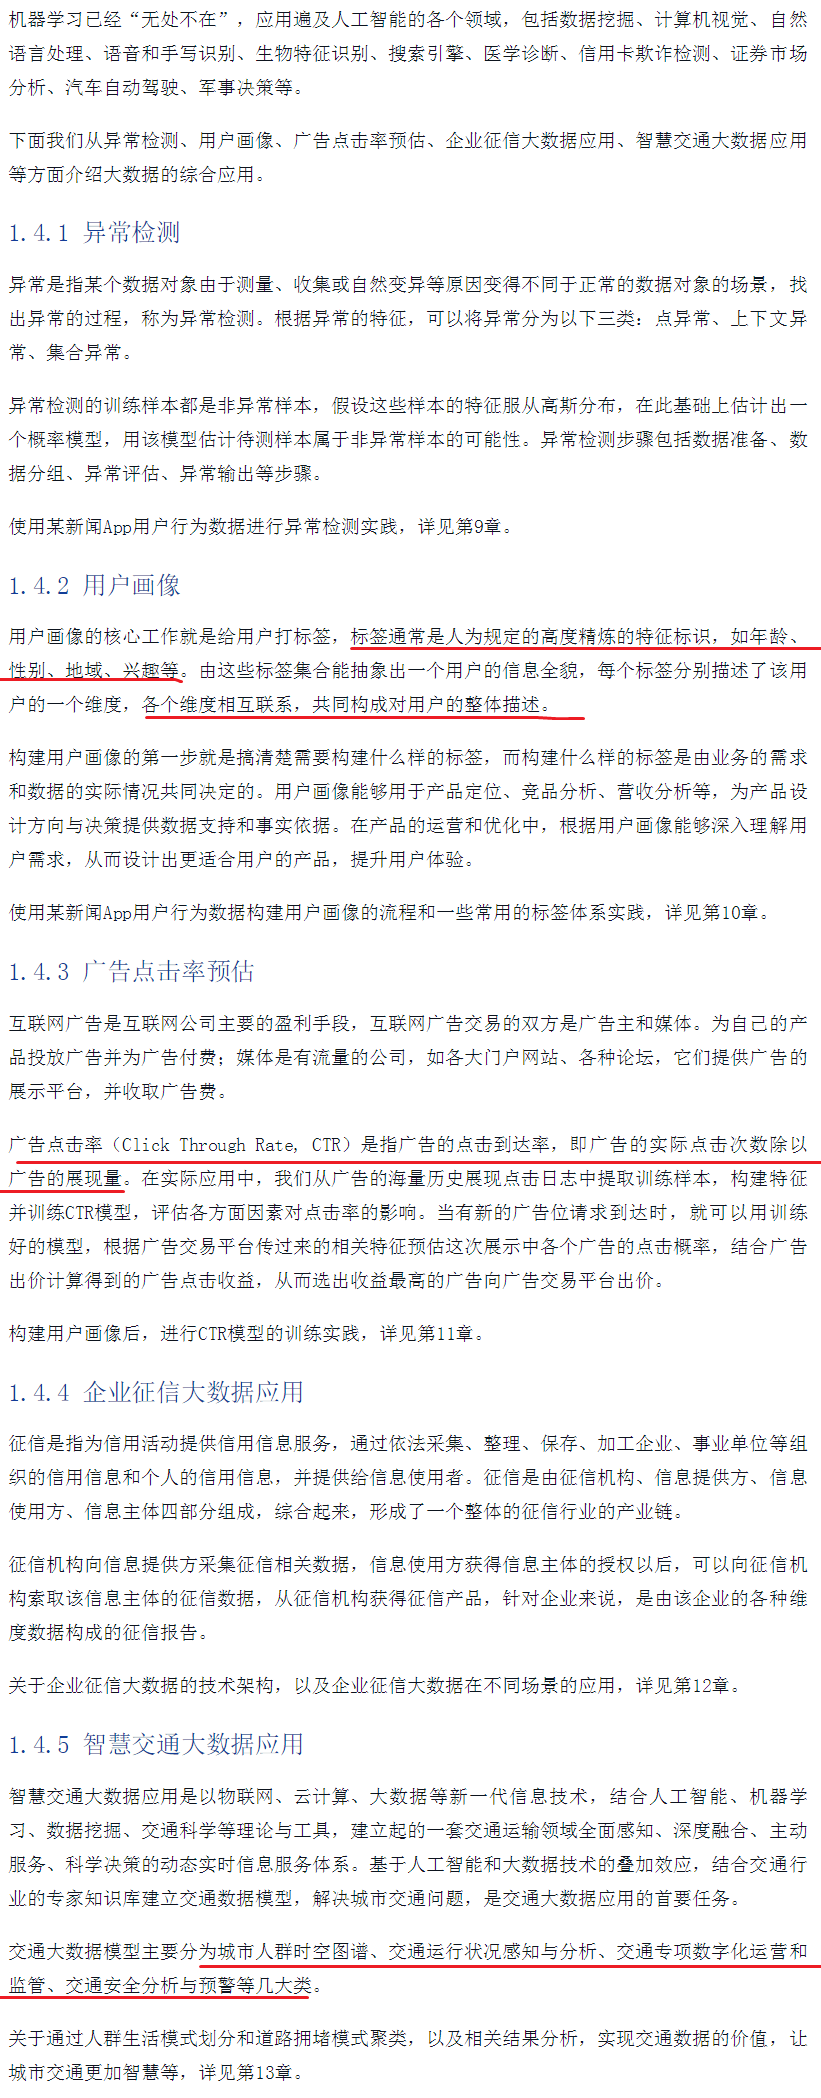 机器学习已经“无处不在”，应用遍及人工智能的各个领域，包括数据挖掘、计算机视觉、自然
语言处理、语音和手写识别、生物特征识别、搜索引擎、医学诊断、信用卡欺诈检测、证券市场
分析、汽车自动驾驶、军事决策等。
下面我们从异常检测、用户画像、广告点击率预估、企业征信大数据应用、智慧交通大数据应用
等方面介绍大数据的综合应用。
1.4.1 异常检测
异常是指某个数据对象由于测量、收集或自然变异等原因变得不同于正常的数据对象的场景，找
出异常的过程，称为异常检测。根据异常的特征，可以将异常分为以下三类：点异常、上下文异
常、集合异常。
异常检测的训练样本都是非异常样本，假设这些样本的特征服从高斯分布，在此基础上估计出一
个概率模型，用该模型估计待测样本属于非异常样本的可能性。异常检测步骤包括数据准备、数
据分组、异常评估、异常输出等步骤。
使用某新闻App用户行为数据进行异常检测实践，详见第9章。
1.4.2 用户画像
用户画像的核心工作就是给用户打标签，标签通常是人为规定的高度精炼的特征标识，如年龄、
性别、地域、兴趣等。由这些标签集合能抽象出一个用户的信息全貌，每个标签分别描述了该用
户的一个维度，各个维度相互联系，共同构成对用户的整体描述。
构建用户画像的第一步就是搞清楚需要构建什么样的标签，而构建什么样的标签是由业务的需求
和数据的实际情况共同决定的。用户画像能够用于产品定位、竞品分析、营收分析等，为产品设
计方向与决策提供数据支持和事实依据。在产品的运营和优化中，根据用户画像能够深入理解用
户需求，从而设计出更适合用户的产品，提升用户体验。
使用某新闻App用户行为数据构建用户画像的流程和一些常用的标签体系实践，详见第10章。
1.4.3 广告点击率预估
互联网广告是互联网公司主要的盈利手段，互联网广告交易的双方是广告主和媒体。为自己的产
品投放广告并为广告付费；媒体是有流量的公司，如各大门户网站、各种论坛，它们提供广告的
展示平台，并收取广告费。
广告点击率（Click Through Rate, CTR）是指广告的点击到达率，即广告的实际点击次数除以
广告的展现量。在实际应用中，我们从广告的海量历史展现点击日志中提取训练样本，构建特征
并训练CTR模型，评估各方面因素对点击率的影响。当有新的广告位请求到达时，就可以用训练
好的模型，根据广告交易平台传过来的相关特征预估这次展示中各个广告的点击概率，结合广告
出价计算得到的广告点击收益，从而选出收益最高的广告向广告交易平台出价。
构建用户画像后，进行CTR模型的训练实践，详见第11章。
1.4.4 企业征信大数据应用
征信是指为信用活动提供信用信息服务，通过依法采集、整理、保存、加工企业、事业单位等组
织的信用信息和个人的信用信息，并提供给信息使用者。征信是由征信机构、信息提供方、信息
使用方、信息主体四部分组成，综合起来，形成了一个整体的征信行业的产业链。
征信机构向信息提供方采集征信相关数据，信息使用方获得信息主体的授权以后，可以向征信机
构索取该信息主体的征信数据，从征信机构获得征信产品，针对企业来说，是由该企业的各种维
度数据构成的征信报告。
关于企业征信大数据的技术架构，以及企业征信大数据在不同场景的应用，详见第12章。
1.4.5 智慧交通大数据应用
智慧交通大数据应用是以物联网、云计算、大数据等新一代信息技术，结合人工智能、机器学
习、数据挖掘、交通科学等理论与工具，建立起的一套交通运输领域全面感知、深度融合、主动
服务、科学决策的动态实时信息服务体系。基于人工智能和大数据技术的叠加效应，结合交通行
业的专家知识库建立交通数据模型，解决城市交通问题，是交通大数据应用的首要任务。
交通大数据模型主要分为城市人群时空图谱、交通运行状况感知与分析、交通专项数字化运营和
监管、交通安全分析与预警等几大类。
关于通过人群生活模式划分和道路拥堵模式聚类，以及相关结果分析，实现交通数据的价值，让
城市交通更加智慧等，详见第13章。